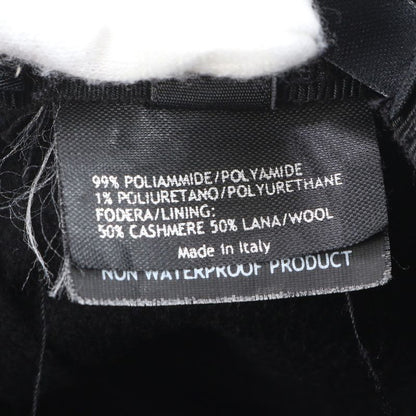 99% POLIAMMIDE/POLYAMIDE
1% POLIURETANO/POLYURETHANE
FODERA/LINING:
50% CASHMERE 50% LANA/WOOL
Made in Italy
NON WATERPROOF PRODUCT